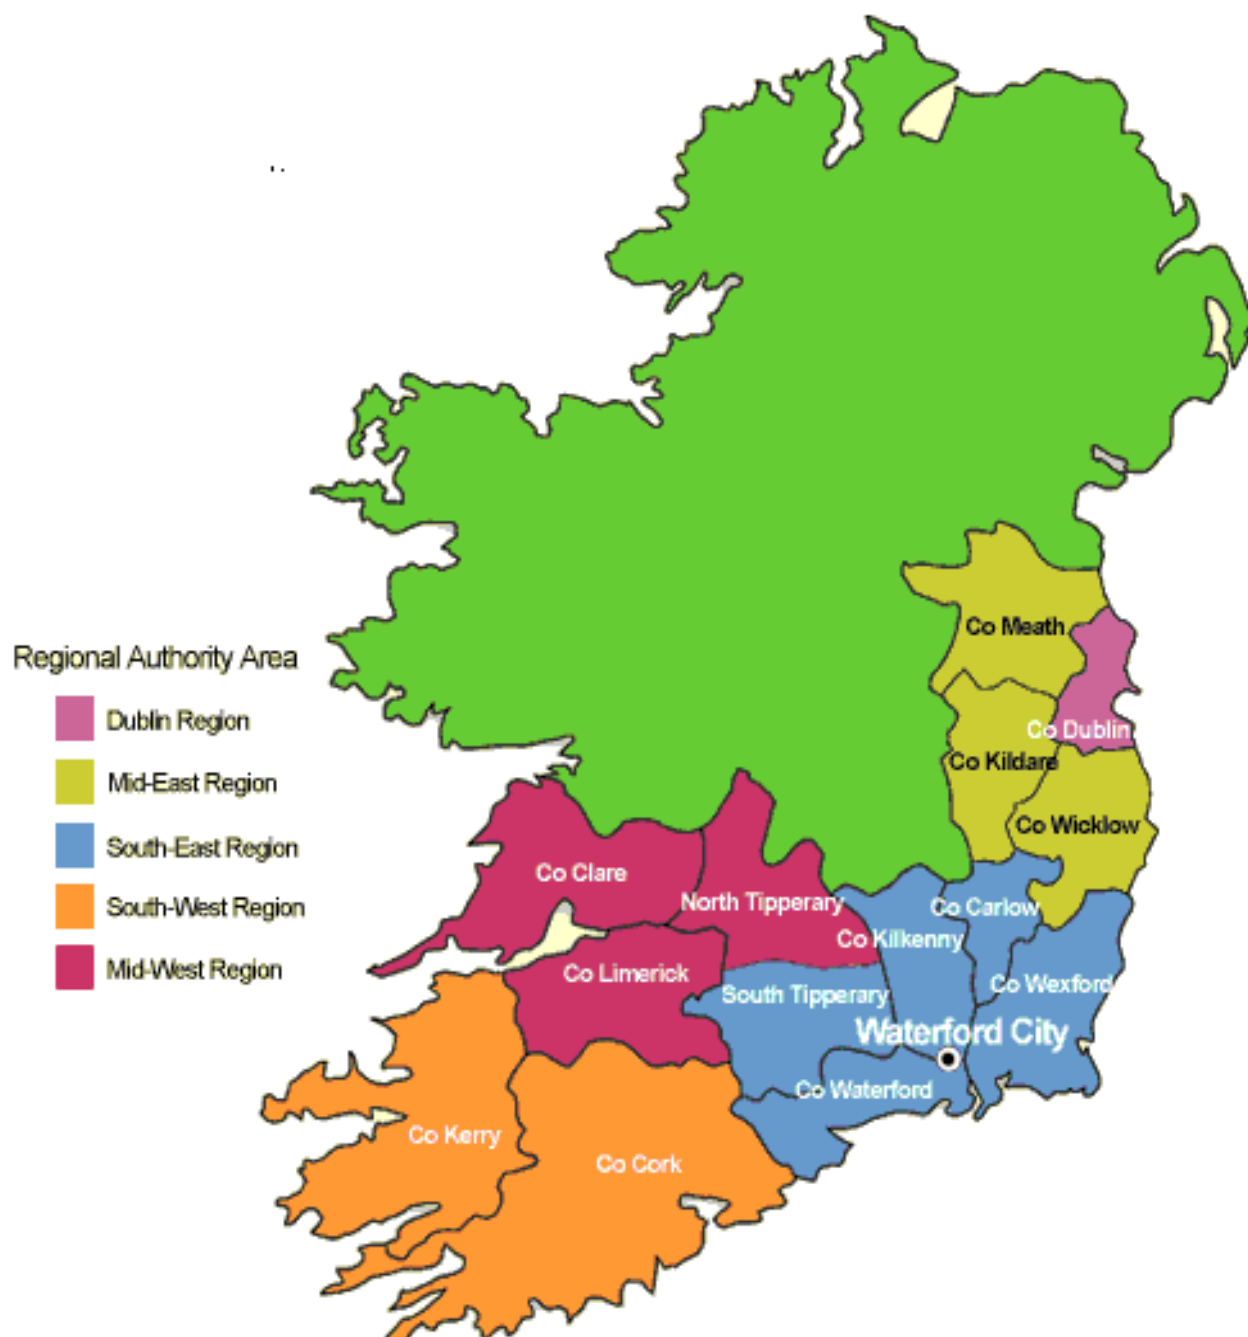 Co Meath
Regional Authority Area
Dublin Region
Co Dublin
Co Kildare
Mid-East Region
Co Wicklow
South-East Region
Co Clare
North Tipperary
Co Carlow
South-West Region
Co Kilkenny
Mid-West Region
Co Limerick
Co Wexford
South Tipperary
Waterford City
Co Waterford
Co Kerry
Co Cork